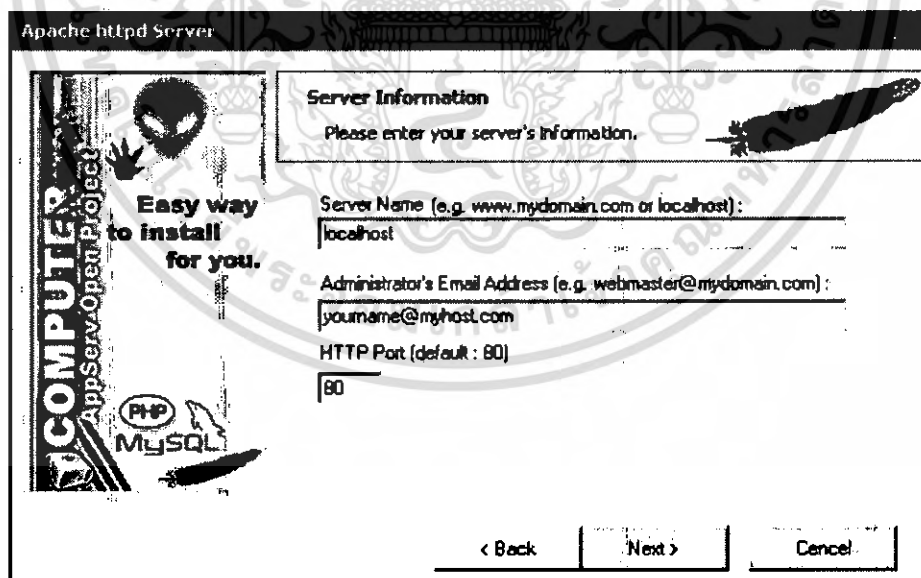 Apache httpd Server
Server Information
Please enter your server's Information.
COMPUTER
AppServ Open Project
Easy way
to install
for you.
PHP
MySQL
Server Name (e.g. www.mydomain.com or localhost) :
localhost
Administrator's Email Address (e.g. webmaster@mydomain.com) :
yourname@myhost.com
HTTP Port (default : 80)
80
< Back
Next >
Cancel